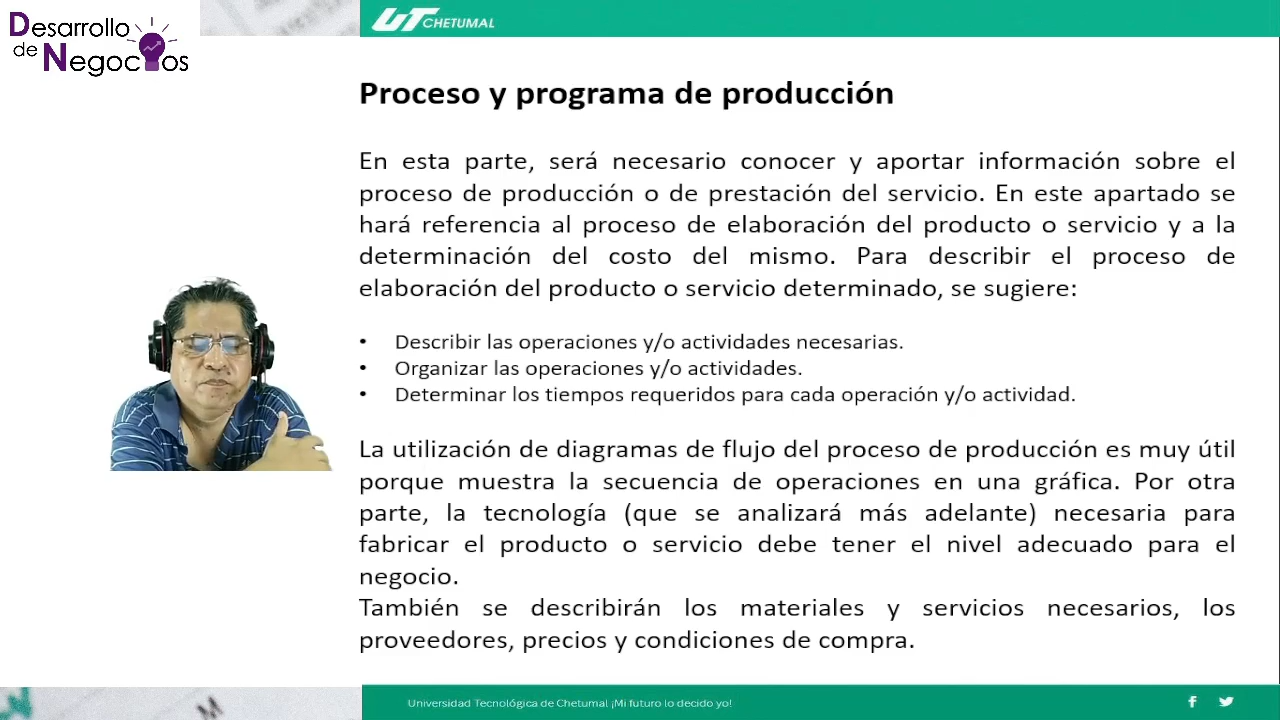 Desarrollo
de Negocios
UT CHETUMAL
Proceso y programa de producción
En esta parte, será necesario conocer y aportar información sobre el
proceso de producción o de prestación del servicio. En este apartado se
hará referencia al proceso de elaboración del producto o servicio y a la
determinación del costo del mismo. Para describir el proceso de
elaboración del producto o servicio determinado, se sugiere:
• Describir las operaciones y/o actividades necesarias.
• Organizar las operaciones y/o actividades.
• Determinar los tiempos requeridos para cada operación y/o actividad.
La utilización de diagramas de flujo del proceso de producción es muy útil
porque muestra la secuencia de operaciones en una gráfica. Por otra
parte, la tecnología (que se analizará más adelante) necesaria para
fabricar el producto o servicio debe tener el nivel adecuado para el
negocio.
También se describirán los materiales y servicios necesarios, los
proveedores, precios y condiciones de compra.
Universidad Tecnológica de Chetumal ¡Mi futuro lo decido yo!